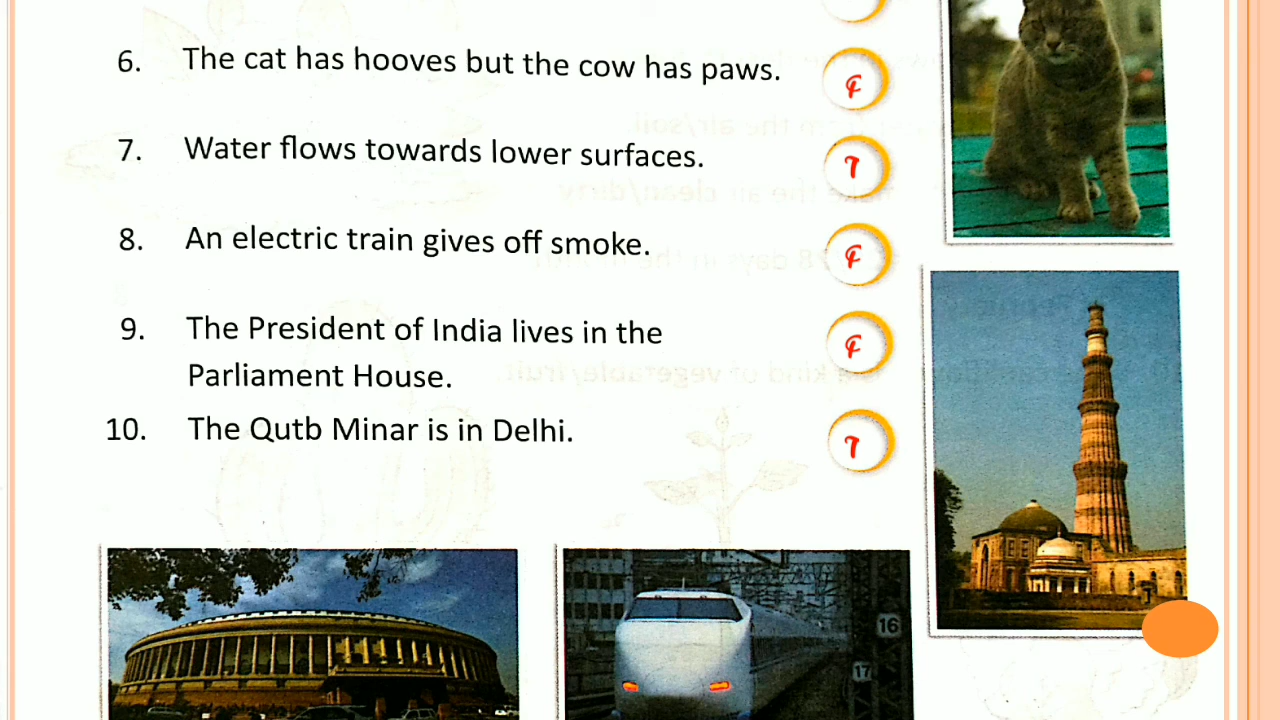 6. The cat has hooves but the cow has paws. F
7. Water flows towards lower surfaces. T
8. An electric train gives off smoke. F
9. The President of India lives in the
Parliament House. F
10. The Qutb Minar is in Delhi. T
16
17